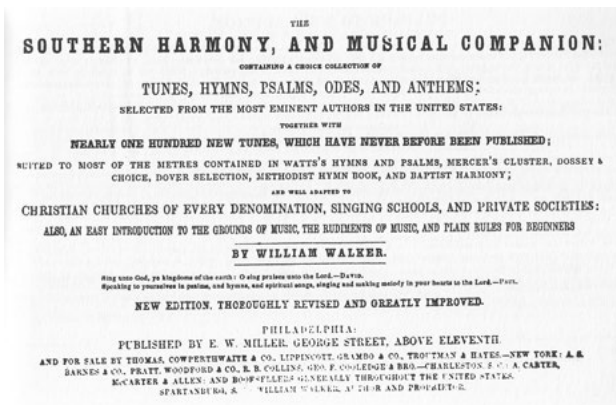 THE
SOUTHERN HARMONY, AND MUSICAL COMPANION:
CONTAINING A CHOICE COLLECTION OF
TUNES, HYMNS, PSALMS, ODES, AND ANTHEMS;
SELECTED FROM THE MOST EMINENT AUTHORS IN THE UNITED STATES:
TOGETHER WITH
NEARLY ONE HUNDRED NEW TUNES, WHICH HAVE NEVER BEFORE BEEN PUBLISHED;
SUITED TO MOST OF THE METRES CONTAINED IN WATTS'S HYMNS AND PSALMS, MERCER'S CLUSTER, DOSSEY'S
CHOICE, DOVER SELECTION, METHODIST HYMN BOOK, AND BAPTIST HARMONY;
AND WELL ADAPTED TO
CHRISTIAN CHURCHES OF EVERY DENOMINATION, SINGING SCHOOLS, AND PRIVATE SOCIETIES:
ALSO, AN EASY INTRODUCTION TO THE GROUNDS OF MUSIC, THE RUDIMENTS OF MUSIC, AND PLAIN RULES FOR BEGINNERS
BY WILLIAM WALKER.
Sing unto God, ye kingdoms of the earth: O sing praises unto the Lord.—DAVID.
Speaking to yourselves in psalms, and hymns, and spiritual songs, singing and making melody in your hearts to the Lord.—PAUL.
NEW EDITION, THOROUGHLY REVISED AND GREATLY IMPROVED.
PHILADELPHIA:
PUBLISHED BY E. W. MILLER, GEORGE STREET, ABOVE ELEVENTH.
AND FOR SALE BY THOMAS, COWPERTHWAITE & CO., LIPPINCOTT, GRAMBO & CO., TROUTMAN & HAYES.—NEW YORK: A. S.
BARNES & CO., PRATT, WOODFORD & CO., R. B. COLLINS, GEO. F. COOLEDGE & BRO.—CHARLESTON, S. C.: A. CARTER,
McCARTER & ALLEN: AND BOOKSELLERS GENERALLY THROUGHOUT THE UNITED STATES.
SPARTANBURG, S. WILLIAM WALKER, AUTHOR AND PROPRIETOR.